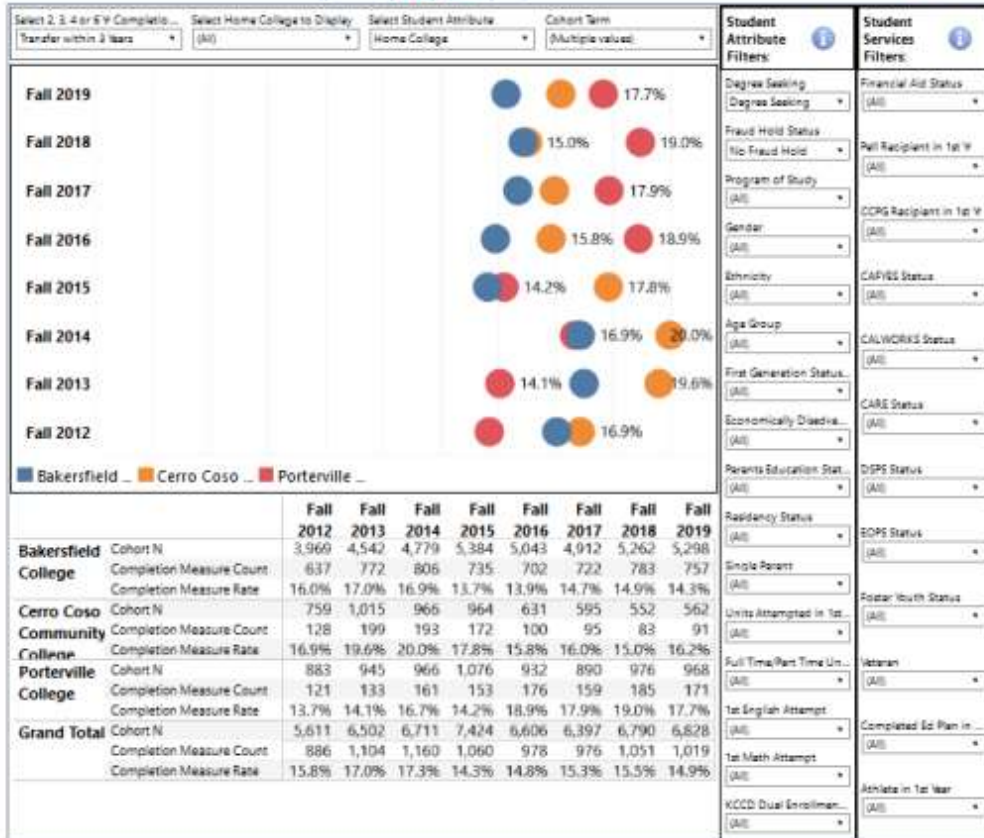 Select 2, 3, 4 or 6 Y Completio... Select Home College to Display Select Student Attribute Cohort Term
Transfer within 3 Years (All) Home College (Multiple values)
Fall 2019 17.7%
Fall 2018 15.0% 19.0%
Fall 2017 17.9%
Fall 2016 15.8% 18.9%
Fall 2015 14.2% 17.8%
Fall 2014 16.9% 20.0%
Fall 2013 14.1% 19.6%
Fall 2012 16.9%
Bakersfield ... Cerro Coso ... Porterville ...
Fall Fall Fall Fall Fall Fall Fall Fall
2012 2013 2014 2015 2016 2017 2018 2019
Bakersfield Cohort N 3,969 4,542 4,779 5,384 5,043 4,912 5,262 5,298
College Completion Measure Count 637 772 806 735 702 722 783 757
Completion Measure Rate 16.0% 17.0% 16.9% 13.7% 13.9% 14.7% 14.9% 14.3%
Cerro Coso Cohort N 759 1,015 966 964 631 595 552 562
Community Completion Measure Count 128 199 193 172 100 95 83 91
College Completion Measure Rate 16.9% 19.6% 20.0% 17.8% 15.8% 16.0% 15.0% 16.2%
Porterville Cohort N 883 945 966 1,076 932 890 976 968
College Completion Measure Count 121 133 161 153 176 159 185 171
Completion Measure Rate 13.7% 14.1% 16.7% 14.2% 18.9% 17.9% 19.0% 17.7%
Grand Total Cohort N 5,611 6,502 6,711 7,424 6,606 6,397 6,790 6,828
Completion Measure Count 886 1,104 1,160 1,060 978 976 1,051 1,019
Completion Measure Rate 15.8% 17.0% 17.3% 14.3% 14.8% 15.3% 15.5% 14.9%
Student
Attribute
Filters:
Degree Seeking
Degree Seeking
Fraud Hold Status
No Fraud Hold
Program of Study
(All)
Gender
(All)
Ethnicity
(All)
Age Group
(All)
First Generation Status...
(All)
Economically Disadva...
(All)
Parents Education Stat...
(All)
Residency Status
(All)
Single Parent
(All)
Units Attempted in 1st...
(All)
Full Time/Part Time Un...
(All)
1st English Attempt
(All)
1st Math Attempt
(All)
KCCD Dual Enrollmen...
(All)
Student
Services
Filters:
Financial Aid Status
(All)
Pell Recipient in 1st Y
(All)
CCPG Recipient in 1st Y
(All)
CAFYES Status
(All)
CALWORKS Status
(All)
CARE Status
(All)
DSPS Status
(All)
EOPS Status
(All)
Foster Youth Status
(All)
Veteran
(All)
Completed Ed Plan in ...
(All)
Athlete in 1st Year
(All)